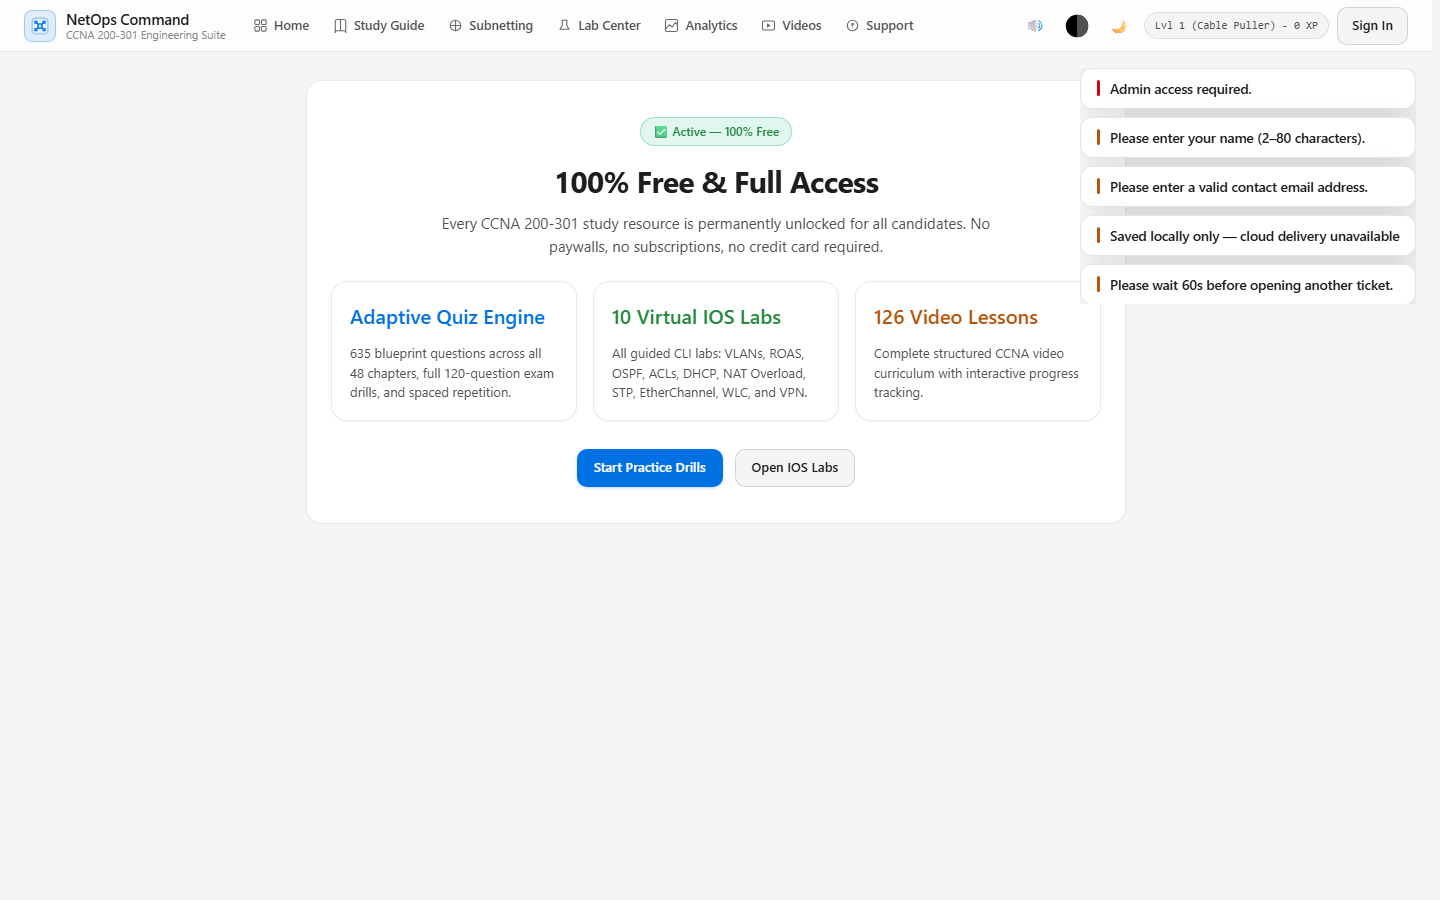 NetOps Command
CCNA 200-301 Engineering Suite
Home
Study Guide
Subnetting
Lab Center
Analytics
Videos
Support
Lvl 1 (Cable Puller) - 0 XP
Sign In
Admin access required.
Please enter your name (2–80 characters).
Please enter a valid contact email address.
Saved locally only — cloud delivery unavailable
Please wait 60s before opening another ticket.
Active — 100% Free
100% Free & Full Access
Every CCNA 200-301 study resource is permanently unlocked for all candidates. No
paywalls, no subscriptions, no credit card required.
Adaptive Quiz Engine
635 blueprint questions across all
48 chapters, full 120-question exam
drills, and spaced repetition.
10 Virtual IOS Labs
All guided CLI labs: VLANs, ROAS,
OSPF, ACLs, DHCP, NAT Overload,
STP, EtherChannel, WLC, and VPN.
126 Video Lessons
Complete structured CCNA video
curriculum with interactive progress
tracking.
Start Practice Drills
Open IOS Labs